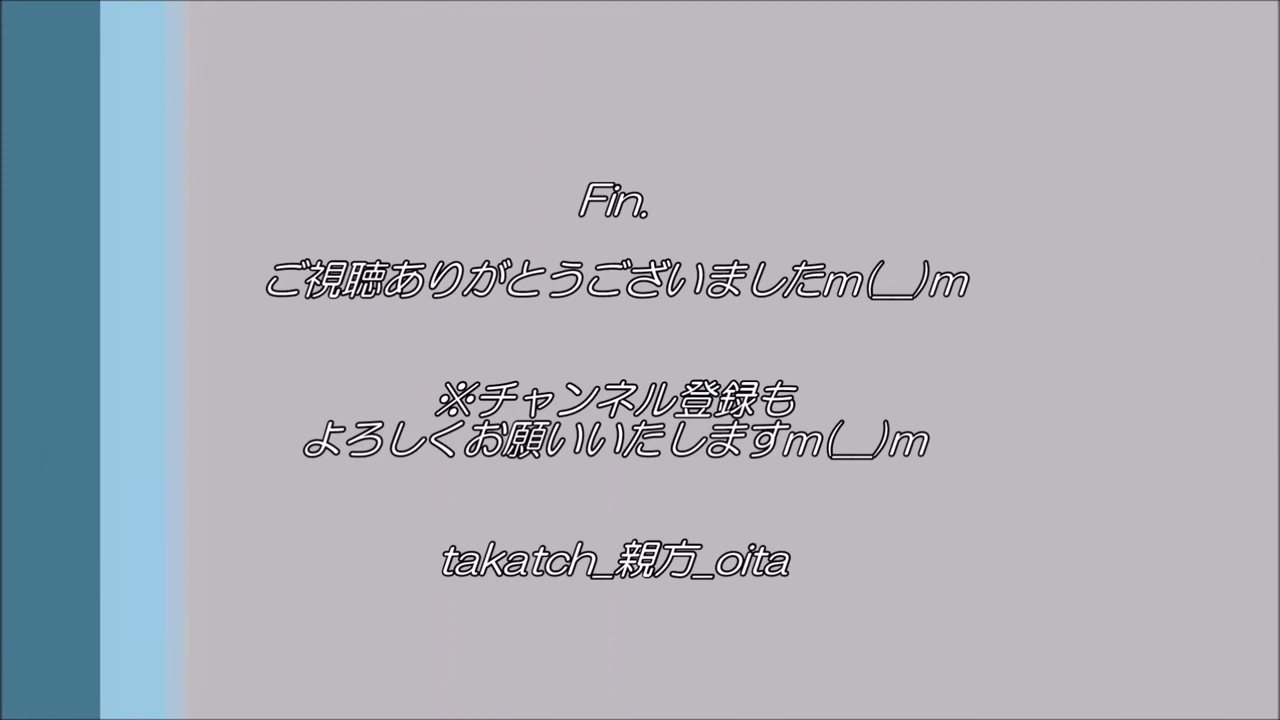 Fin.
ご視聴ありがとうございましたm(__)m
※チャンネル登録も
よろしくお願いいたしますm(__)m
takatch_親方_oita